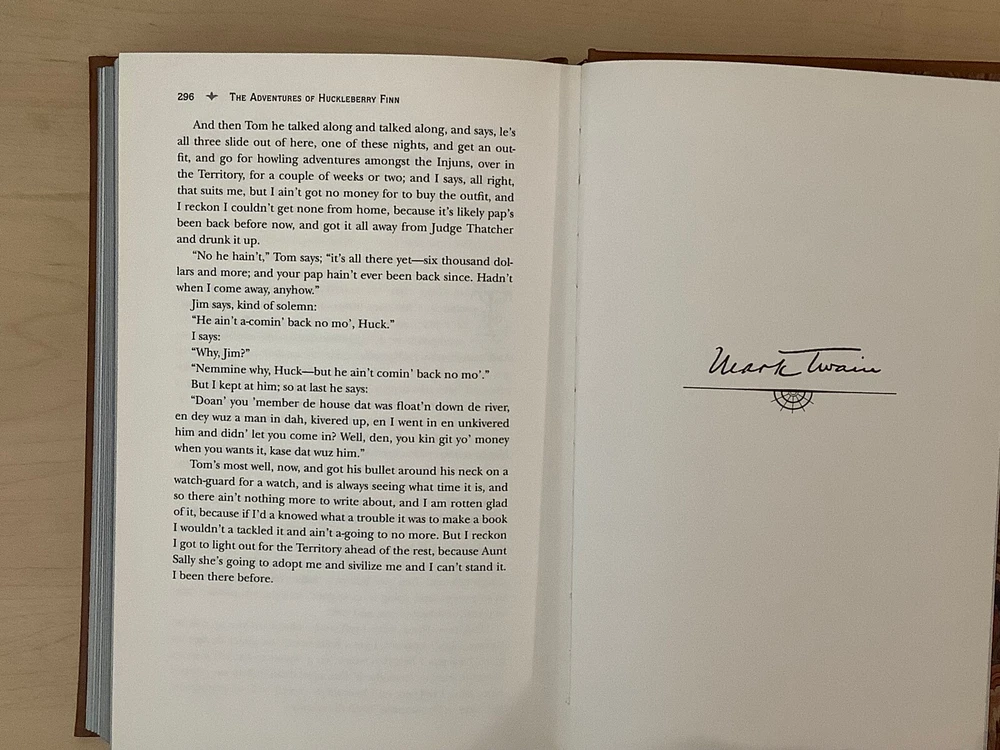 296 The Adventures of Huckleberry Finn
And then Tom he talked along and talked along, and says, le's
all three slide out of here, one of these nights, and get an out-
fit, and go for howling adventures amongst the Injuns, over in
the Territory, for a couple of weeks or two; and I says, all right,
that suits me, but I ain't got no money for to buy the outfit, and
I reckon I couldn't get none from home, because it's likely pap's
been back before now, and got it all away from Judge Thatcher
and drunk it up.
“No he hain't,” Tom says; “it's all there yet—six thousand dol-
lars and more; and your pap hain't ever been back since. Hadn't
when I come away, anyhow.”
Jim says, kind of solemn:
“He ain't a-comin' back no mo', Huck.”
I says:
“Why, Jim?”
“Nemmine why, Huck—but he ain't comin' back no mo'.”
But I kept at him; so at last he says:
“Doan' you 'member de house dat was float'n down de river,
en dey wuz a man in dah, kivered up, en I went in en unkivered
him and didn' let you come in? Well, den, you kin git yo' money
when you wants it, kase dat wuz him.”
Tom's most well, now, and got his bullet around his neck on a
watch-guard for a watch, and is always seeing what time it is, and
so there ain't nothing more to write about, and I am rotten glad
of it, because if I'd a knowed what a trouble it was to make a book
I wouldn't a tackled it and ain't a-going to no more. But I reckon
I got to light out for the Territory ahead of the rest, because Aunt
Sally she's going to adopt me and sivilize me and I can't stand it.
I been there before.
Mark Twain